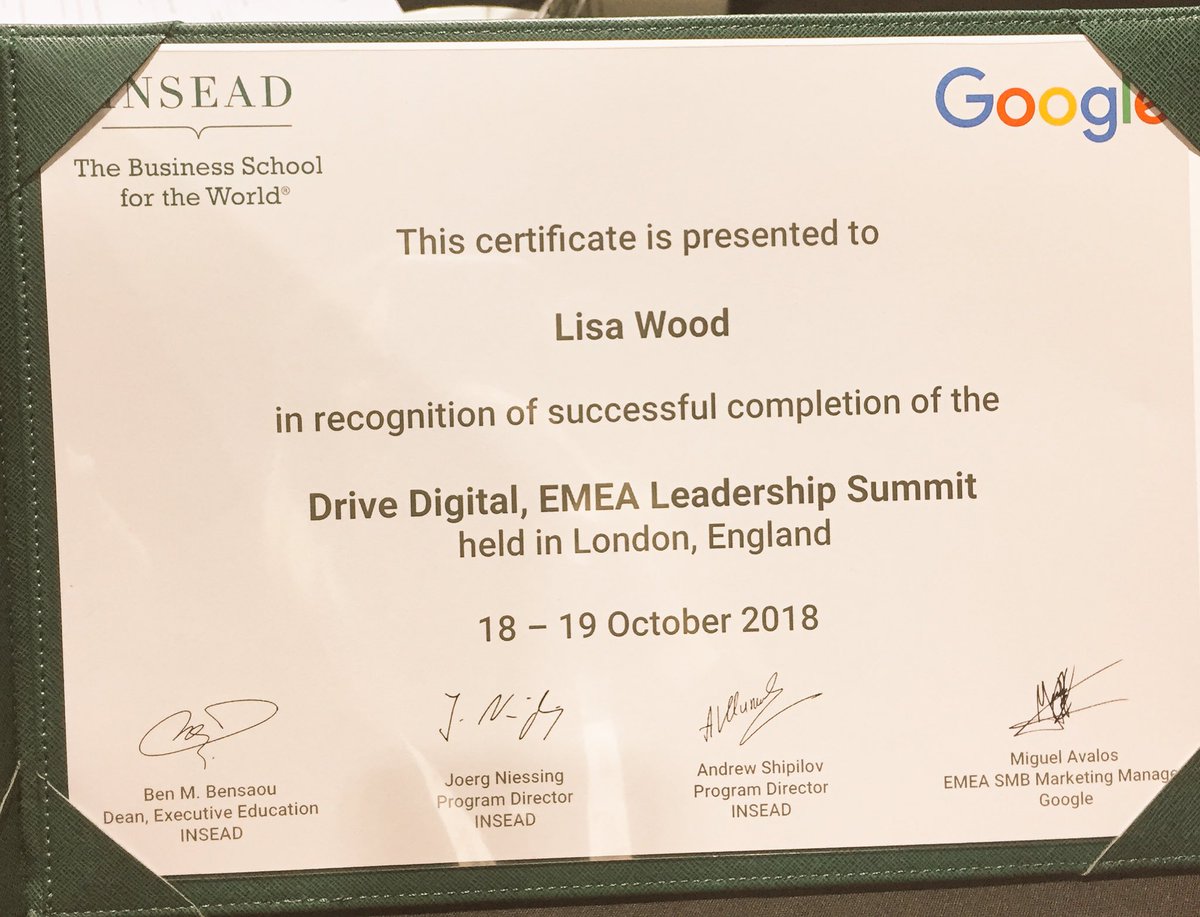 INSEAD
The Business School
for the World®
Google
This certificate is presented to
Lisa Wood
in recognition of successful completion of the
Drive Digital, EMEA Leadership Summit
held in London, England
18 – 19 October 2018
Ben M. Bensaou
Dean, Executive Education
INSEAD
Joerg Niessing
Program Director
INSEAD
Andrew Shipilov
Program Director
INSEAD
Miguel Avalos
EMEA SMB Marketing Manage
Google